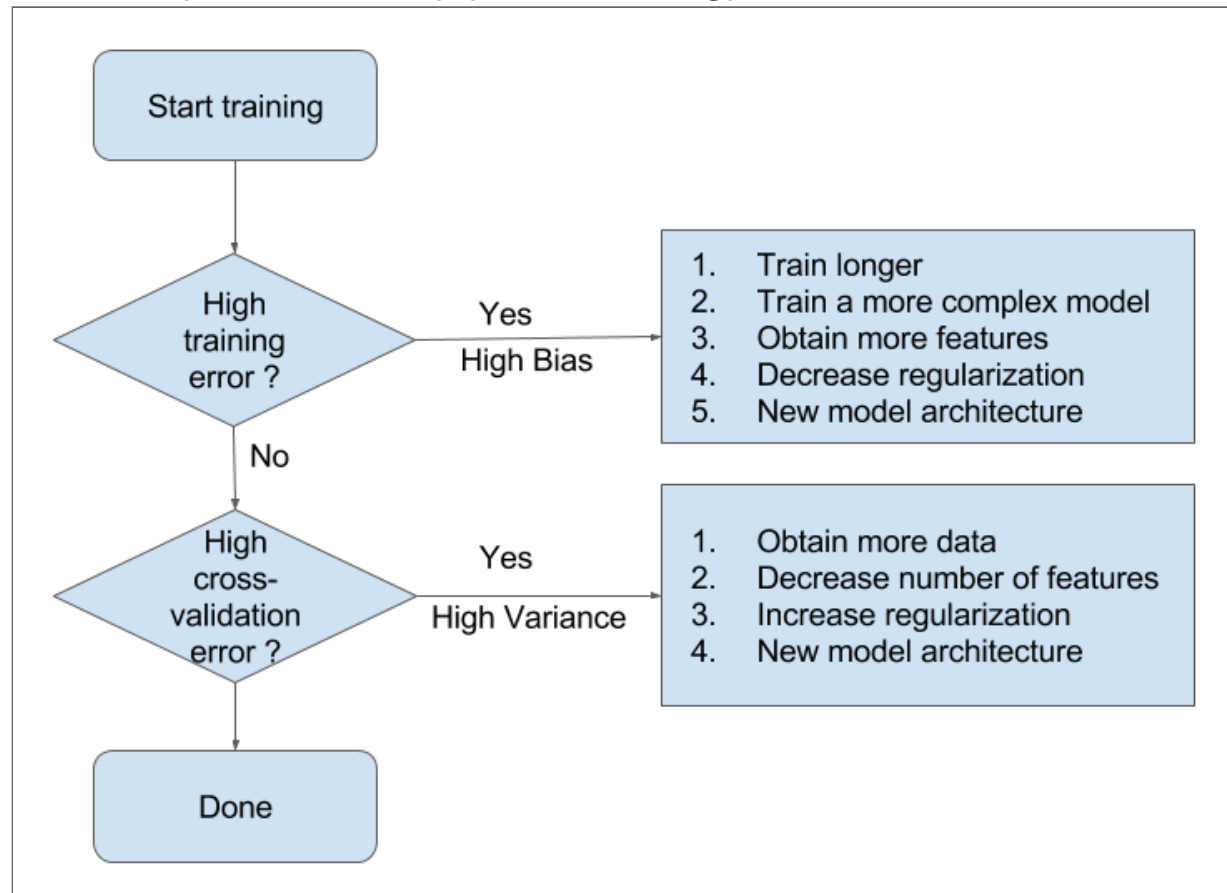 Start training
High
training
error ?
Yes
High Bias
1. Train longer
2. Train a more complex model
3. Obtain more features
4. Decrease regularization
5. New model architecture
No
High
cross-
validation
error ?
Yes
High Variance
1. Obtain more data
2. Decrease number of features
3. Increase regularization
4. New model architecture
Done